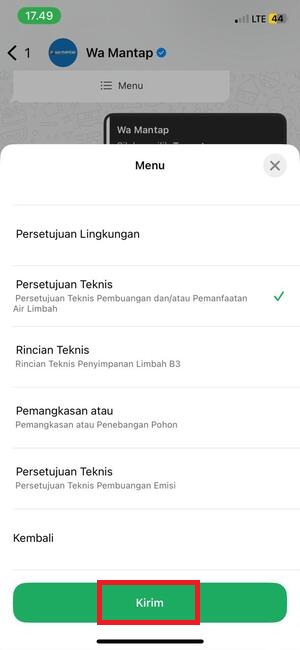 17.49
LTE 44
1
Wa Mantap
Menu
Wa Mantap
Menu
Persetujuan Lingkungan
Persetujuan Teknis
Persetujuan Teknis Pembuangan dan/atau Pemanfaatan
Air Limbah
Rincian Teknis
Rincian Teknis Penyimpanan Limbah B3
Pemangkasan atau
Pemangkasan atau Penebangan Pohon
Persetujuan Teknis
Persetujuan Teknis Pembuangan Emisi
Kembali
Kirim